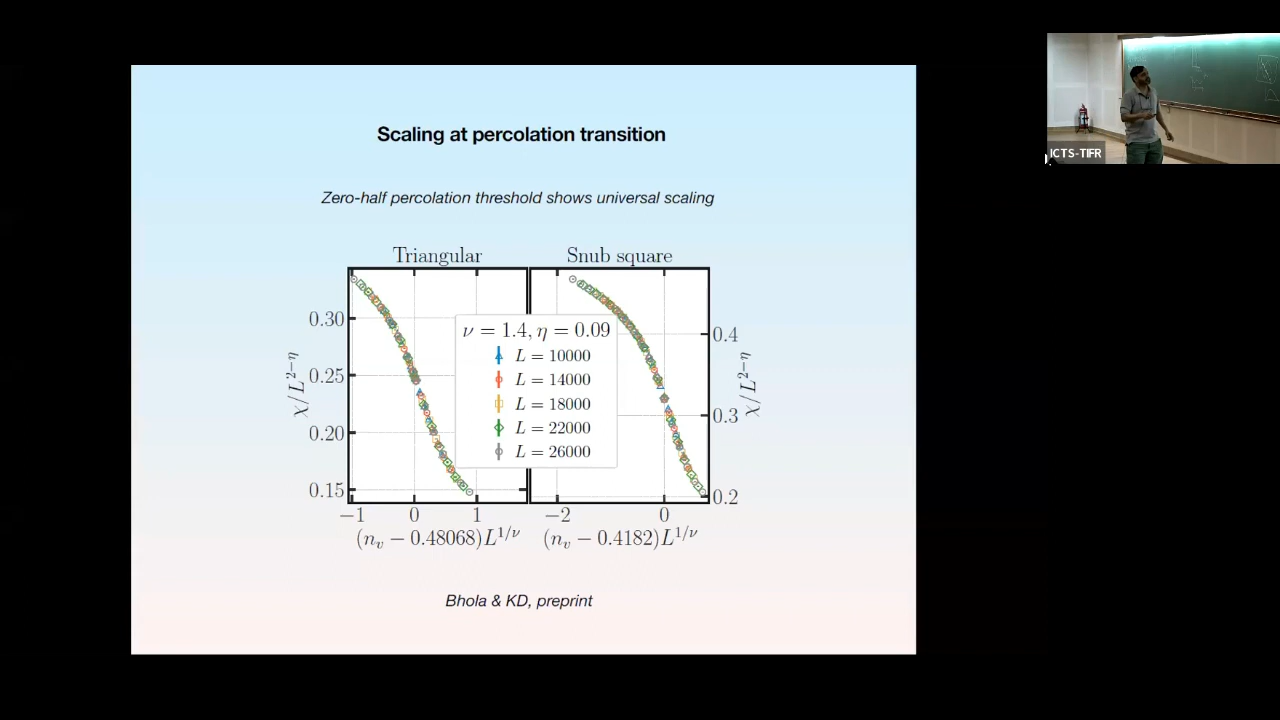 Scaling at percolation transition
Zero-half percolation threshold shows universal scaling
Triangular
Snub square
χ/L^{2−η}
0.30
0.25
0.20
0.15
−1 0 1
(n_v − 0.48068)L^{1/ν}
ν = 1.4, η = 0.09
L = 10000
L = 14000
L = 18000
L = 22000
L = 26000
0.4
0.3
0.2
χ/L^{2−η}
−2 0
(n_v − 0.4182)L^{1/ν}
Bhola & KD, preprint
ICTS-TIFR